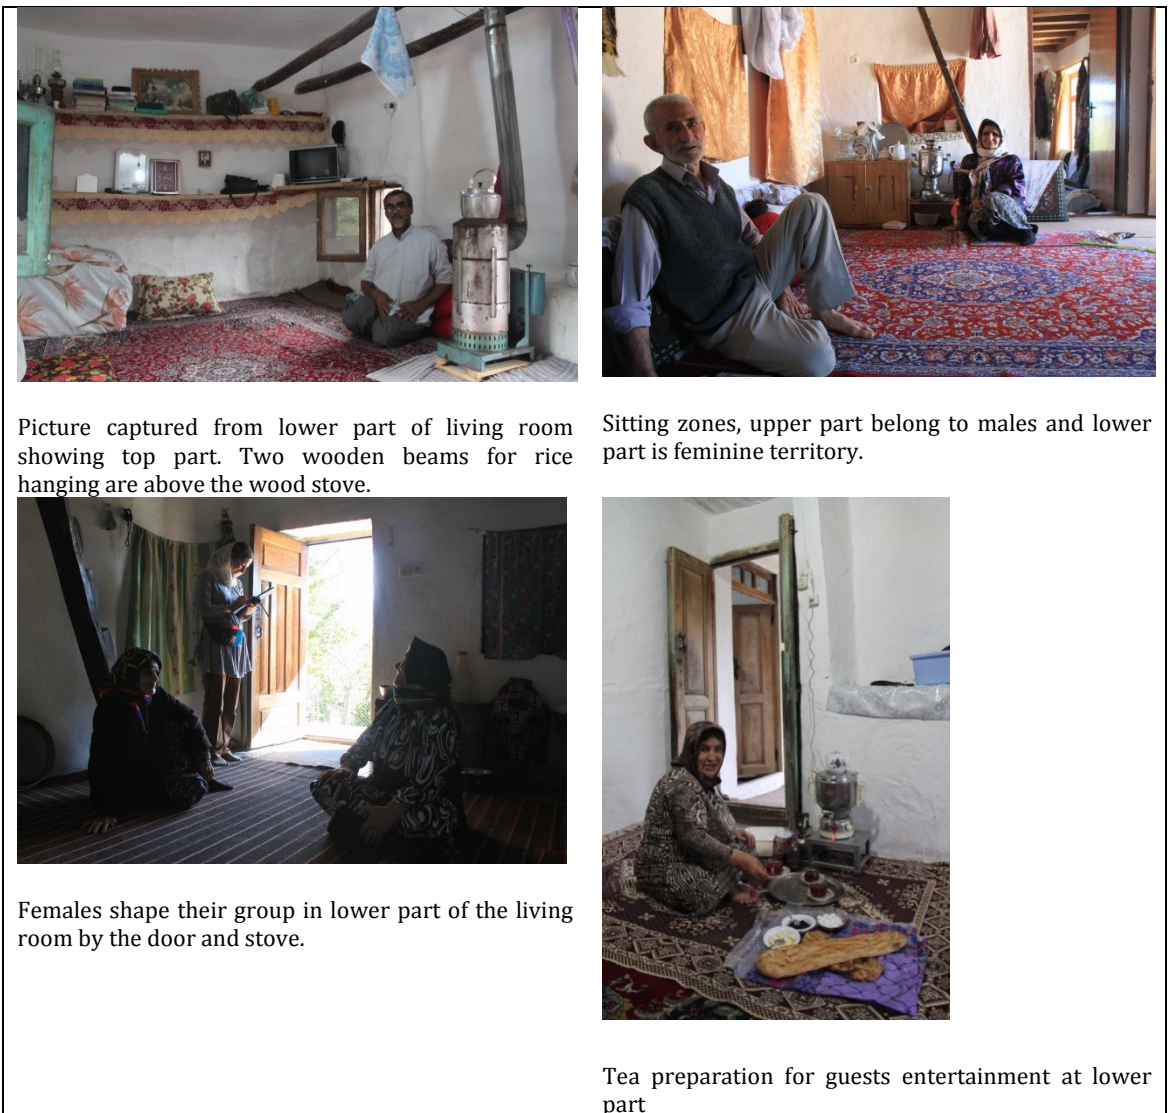 Picture captured from lower part of living room
showing top part. Two wooden beams for rice
hanging are above the wood stove.
Sitting zones, upper part belong to males and lower
part is feminine territory.
Females shape their group in lower part of the living
room by the door and stove.
Tea preparation for guests entertainment at lower
part